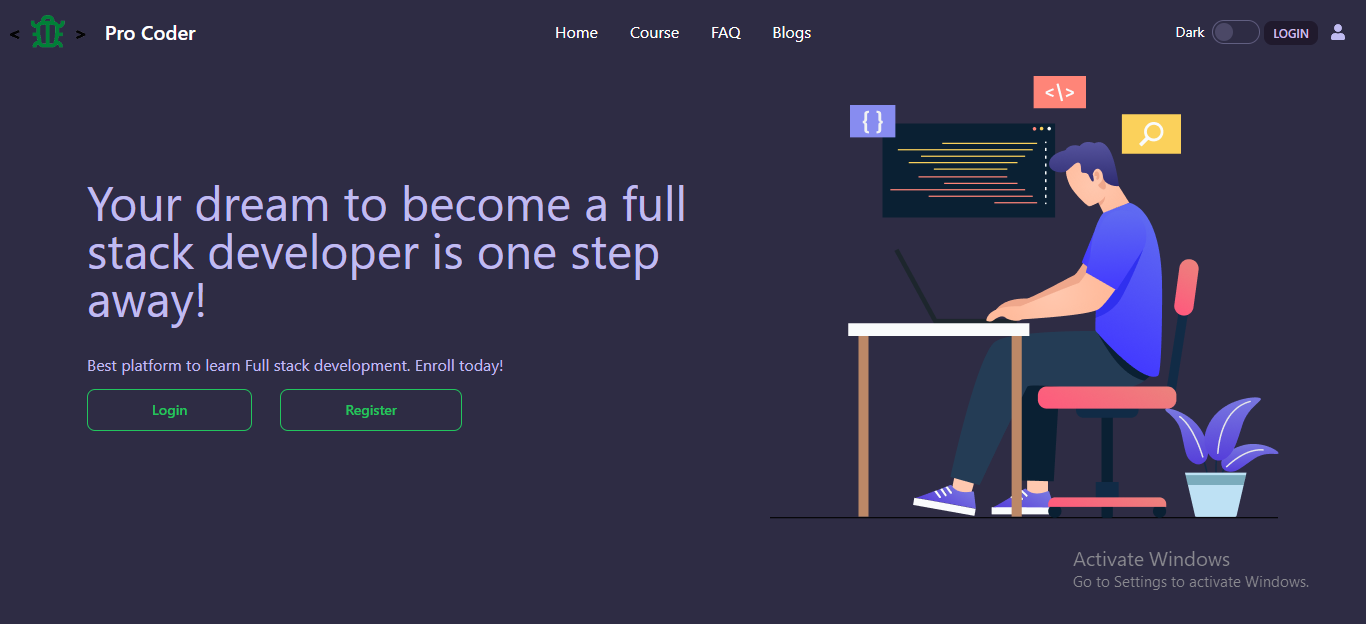 < > Pro Coder
Home Course FAQ Blogs
Dark LOGIN
</>
{ }
Your dream to become a full
stack developer is one step
away!
Best platform to learn Full stack development. Enroll today!
Login Register
Activate Windows
Go to Settings to activate Windows.